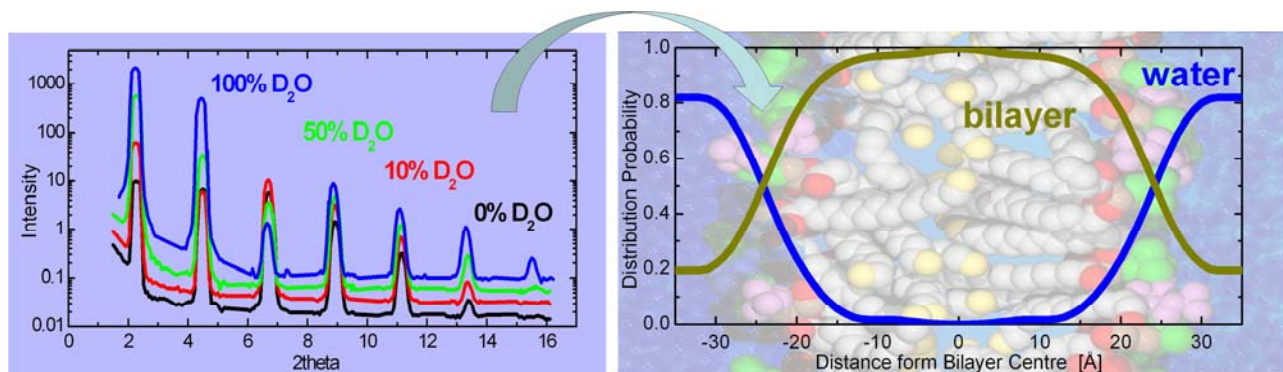 1000
100
10
1
0.1
0.01
Intensity
0 2 4 6 8 10 12 14 16
2theta
100% D2O
50% D2O
10% D2O
0% D2O
1.0
0.8
0.6
0.4
0.2
0.0
Distribution Probability
water
bilayer
-30 -20 -10 0 10 20 30
Distance form Bilayer Centre [Å]